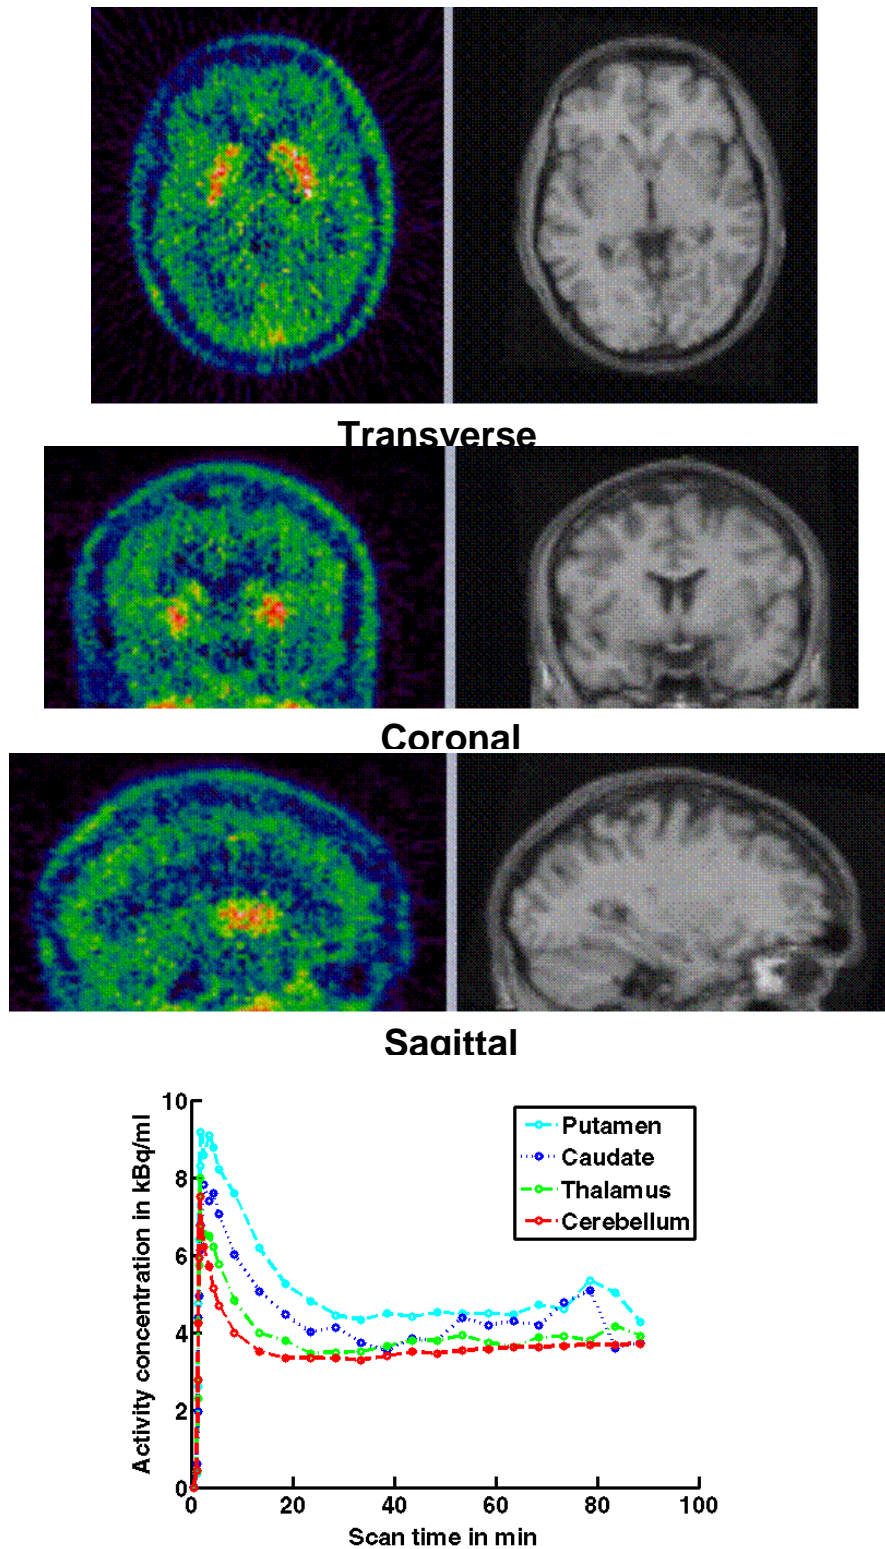 Transverse
Coronal
Sagittal
10
8
6
4
2
0
0 20 40 60 80 100
Activity concentration in kBq/ml
Scan time in min
Putamen
Caudate
Thalamus
Cerebellum